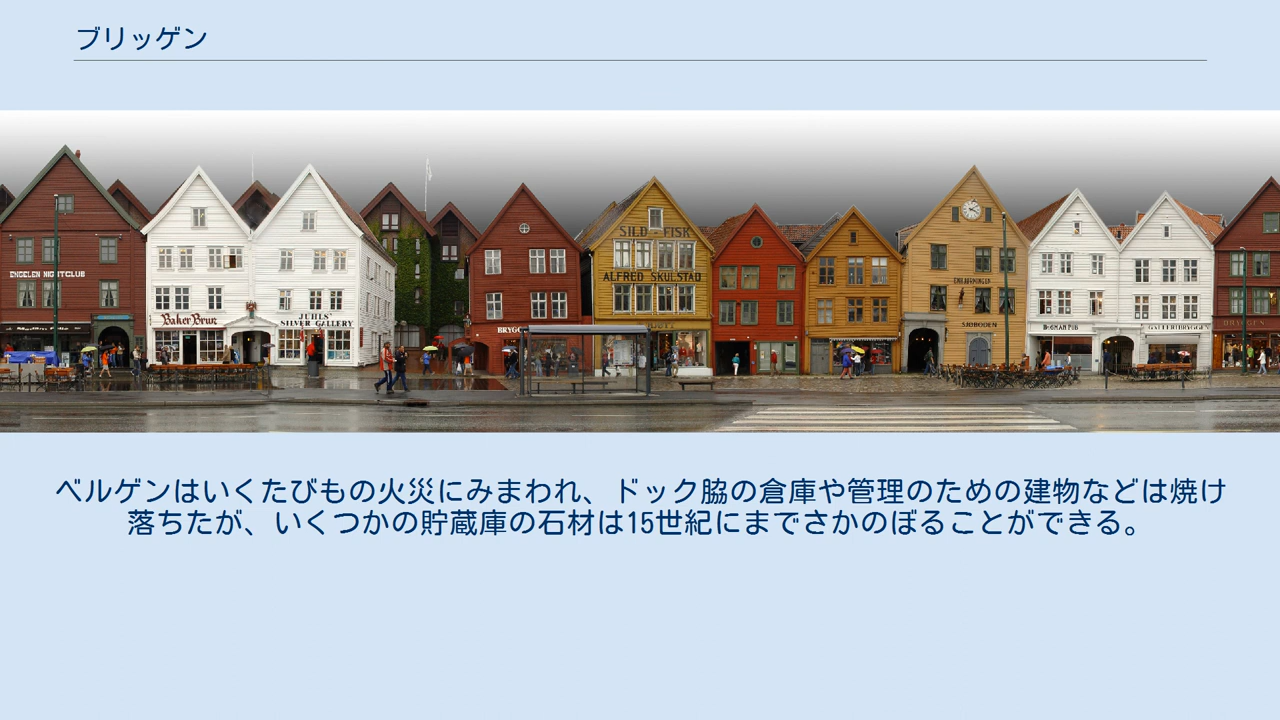 ブリッゲン
ENGELEN NIGHTCLUB
Baker Brun
JUHLS'
SILVER GALLERY
SILD FISK
ALFRED SKULSTAD
SJØBODEN
ベルゲンはいくたびもの火災にみまわれ、ドック脇の倉庫や管理のための建物などは焼け
落ちたが、いくつかの貯蔵庫の石材は15世紀にまでさかのぼることができる。